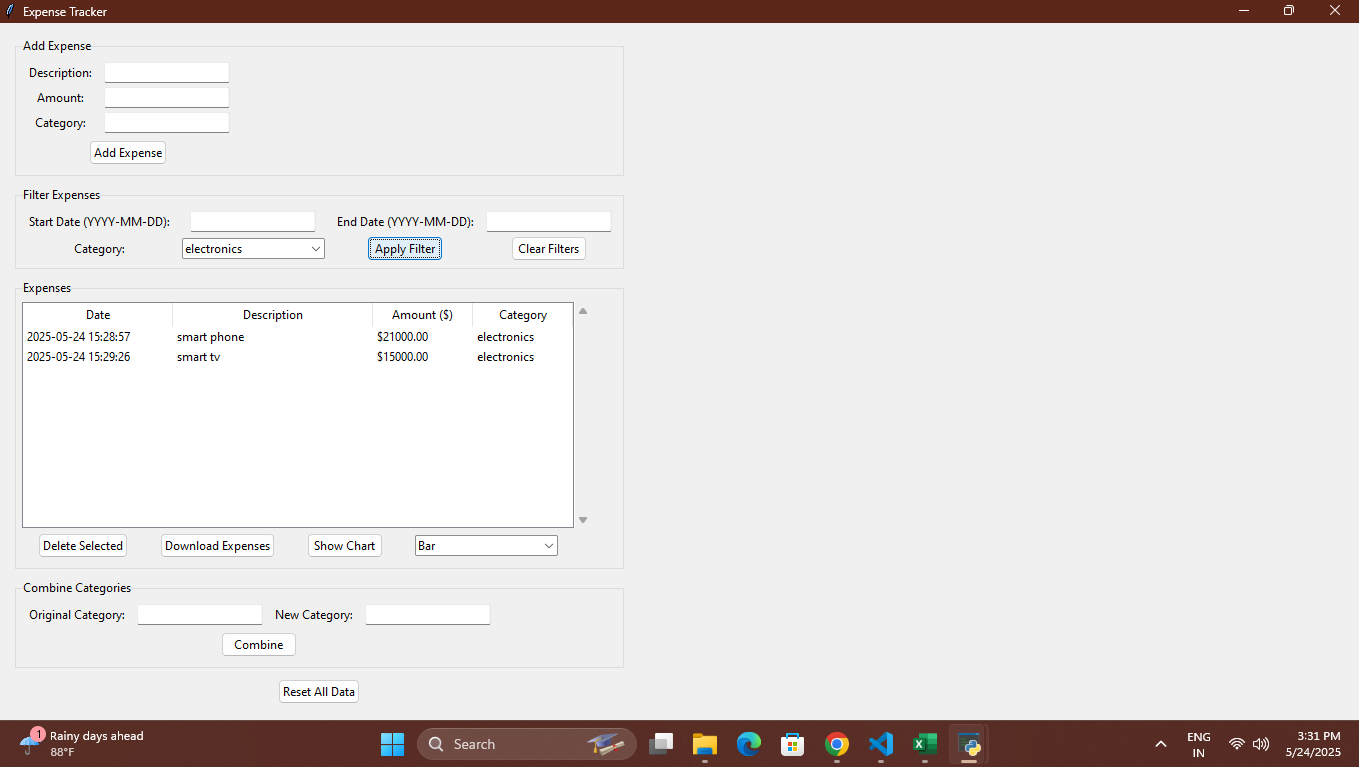 Expense Tracker
Add Expense
Description:
Amount:
Category:
Add Expense
Filter Expenses
Start Date (YYYY-MM-DD): End Date (YYYY-MM-DD):
Category: electronics Apply Filter Clear Filters
Expenses
Date Description Amount ($) Category
2025-05-24 15:28:57 smart phone $21000.00 electronics
2025-05-24 15:29:26 smart tv $15000.00 electronics
Delete Selected Download Expenses Show Chart Bar
Combine Categories
Original Category: New Category:
Combine
Reset All Data
1 Rainy days ahead
88°F
Search
ENG
IN
3:31 PM
5/24/2025